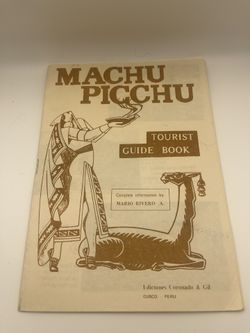 MACHU
PICCHU
TOURIST
GUIDE BOOK
Complete information by
MARIO RIVERO A.
Ediciones Coronado & Gil
CUSCO PERU